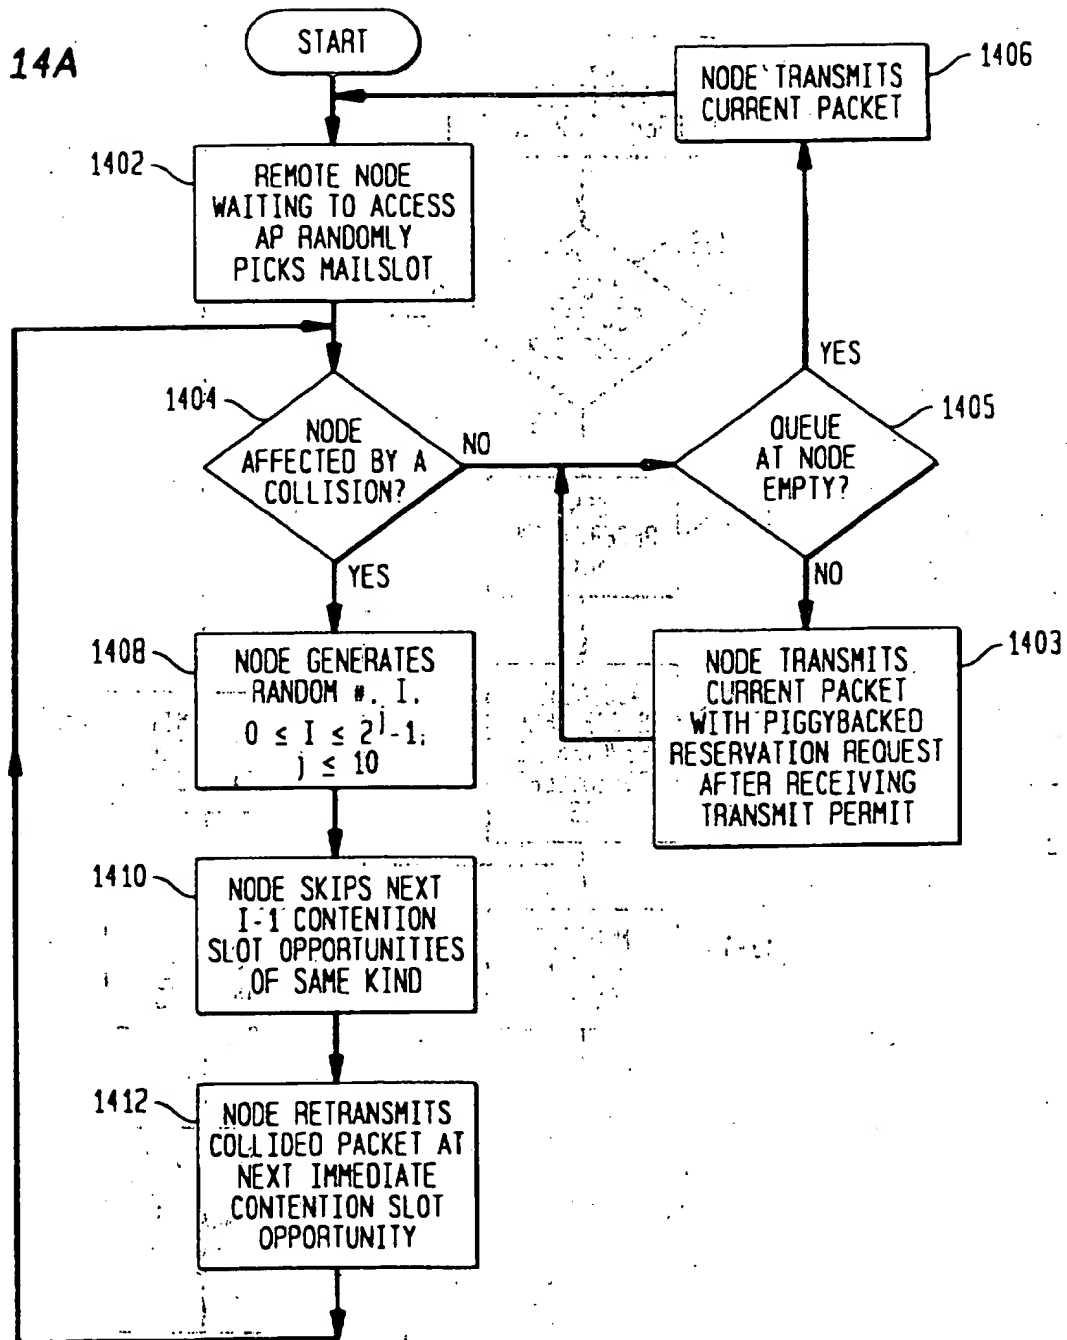 14A
START
1406
NODE TRANSMITS
CURRENT PACKET
1402
REMOTE NODE
WAITING TO ACCESS
AP RANDOMLY
PICKS MAILSLOT
1404
NODE
AFFECTED BY A
COLLISION?
NO
YES
YES
1405
QUEUE
AT NODE
EMPTY?
NO
1403
NODE TRANSMITS
CURRENT PACKET
WITH PIGGYBACKED
RESERVATION REQUEST
AFTER RECEIVING
TRANSMIT PERMIT
1408
NODE GENERATES
RANDOM #, I,
0 ≤ I ≤ 2^j-1;
j ≤ 10
1410
NODE SKIPS NEXT
I-1 CONTENTION
SLOT OPPORTUNITIES
OF SAME KIND
1412
NODE RETRANSMITS
COLLIDED PACKET AT
NEXT IMMEDIATE
CONTENTION SLOT
OPPORTUNITY